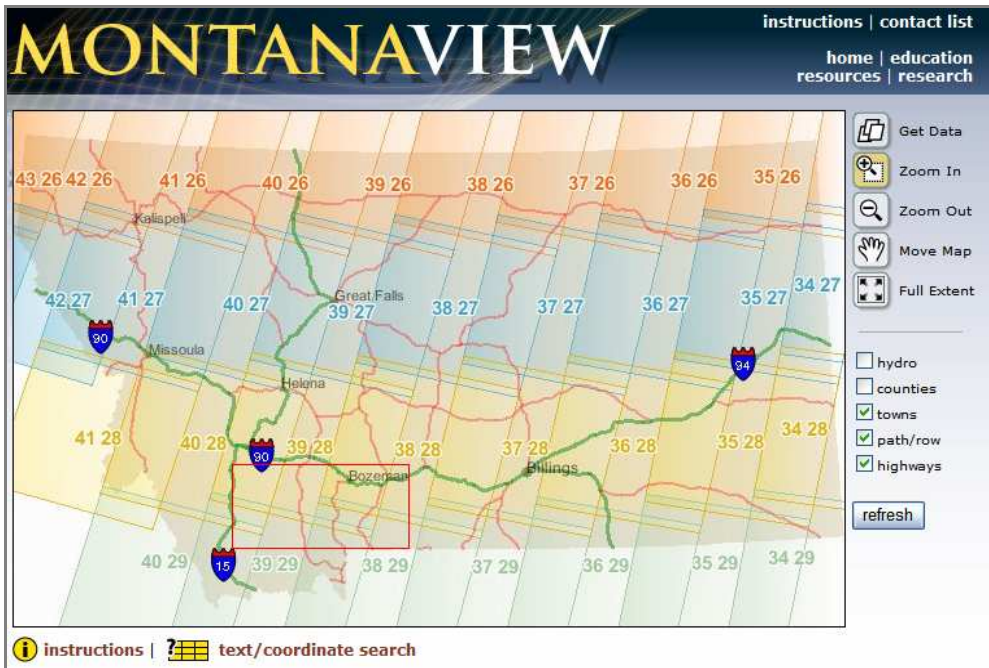 MONTANAVIEW
instructions | contact list
home | education
resources | research
43 26 42 26 41 26 40 26 39 26 38 26 37 26 36 26 35 26
Kalispell
42 27 41 27 40 27 39 27 38 27 37 27 36 27 35 27 34 27
Great Falls
90
Missoula
Helena
94
41 28 40 28 39 28 38 28 37 28 36 28 35 28 34 28
90
Bozeman
Billings
40 29 39 29 38 29 37 29 36 29 35 29 34 29
15
Get Data
Zoom In
Zoom Out
Move Map
Full Extent
hydro
counties
towns
path/row
highways
refresh
i instructions | ? text/coordinate search